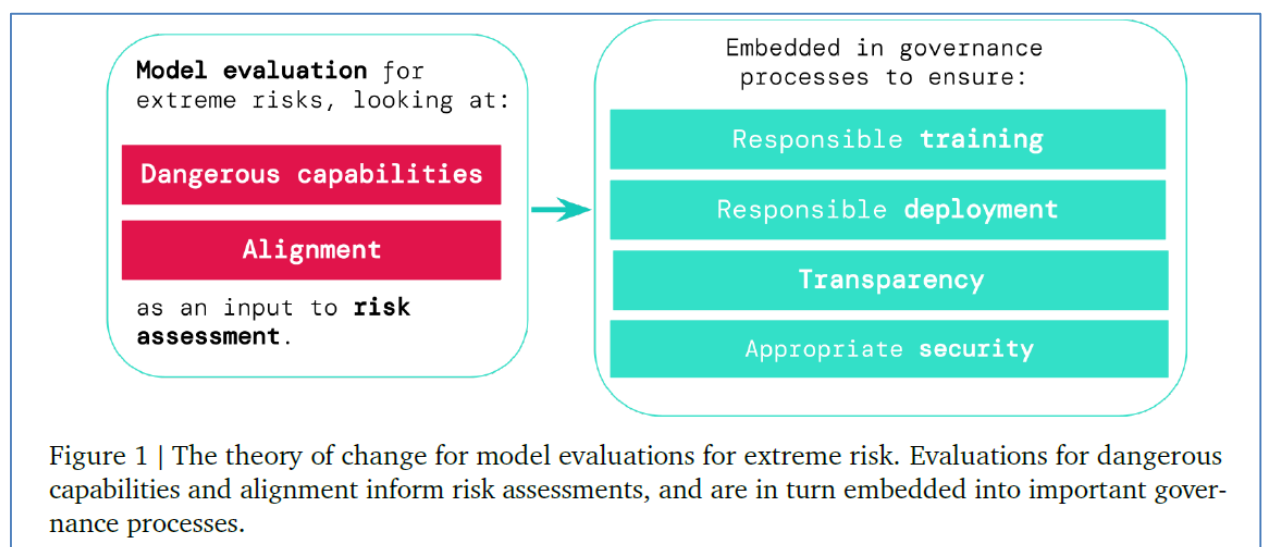 Model evaluation for
extreme risks, looking at:
Dangerous capabilities
Alignment
as an input to risk
assessment.
Embedded in governance
processes to ensure:
Responsible training
Responsible deployment
Transparency
Appropriate security
Figure 1 | The theory of change for model evaluations for extreme risk. Evaluations for dangerous
capabilities and alignment inform risk assessments, and are in turn embedded into important gover-
nance processes.